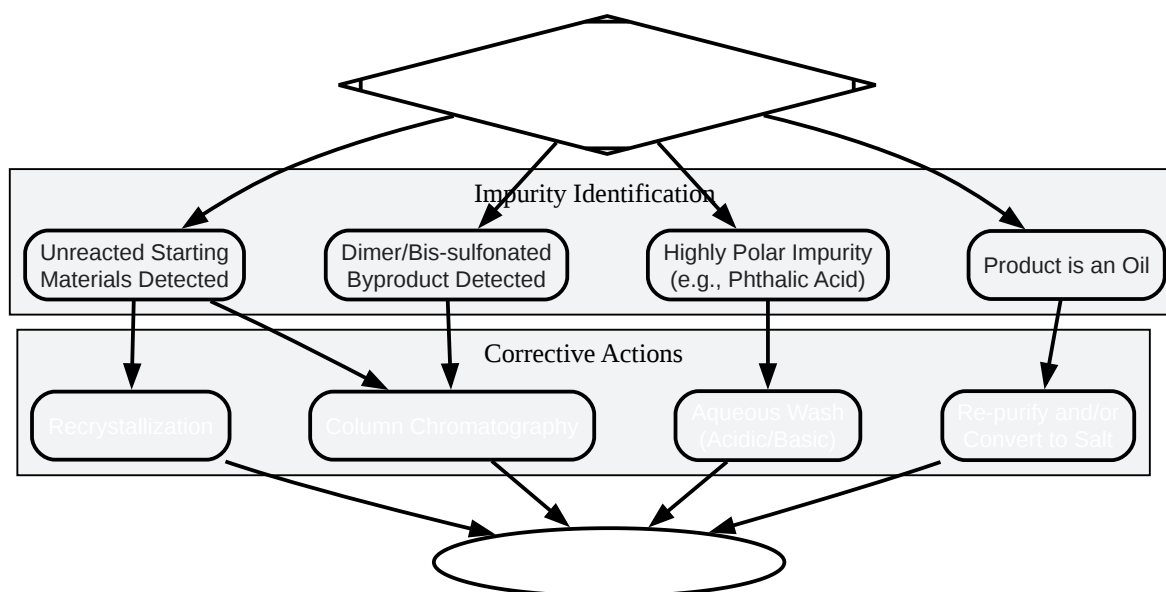 Impurity Identification
Unreacted Starting
Materials Detected
Dimer/Bis-sulfonated
Byproduct Detected
Highly Polar Impurity
(e.g., Phthalic Acid)
Product is an Oil
Corrective Actions
Recrystallization
Column Chromatography
Aqueous Wash
(Acidic/Basic)
Re-purify and/or
Convert to Salt